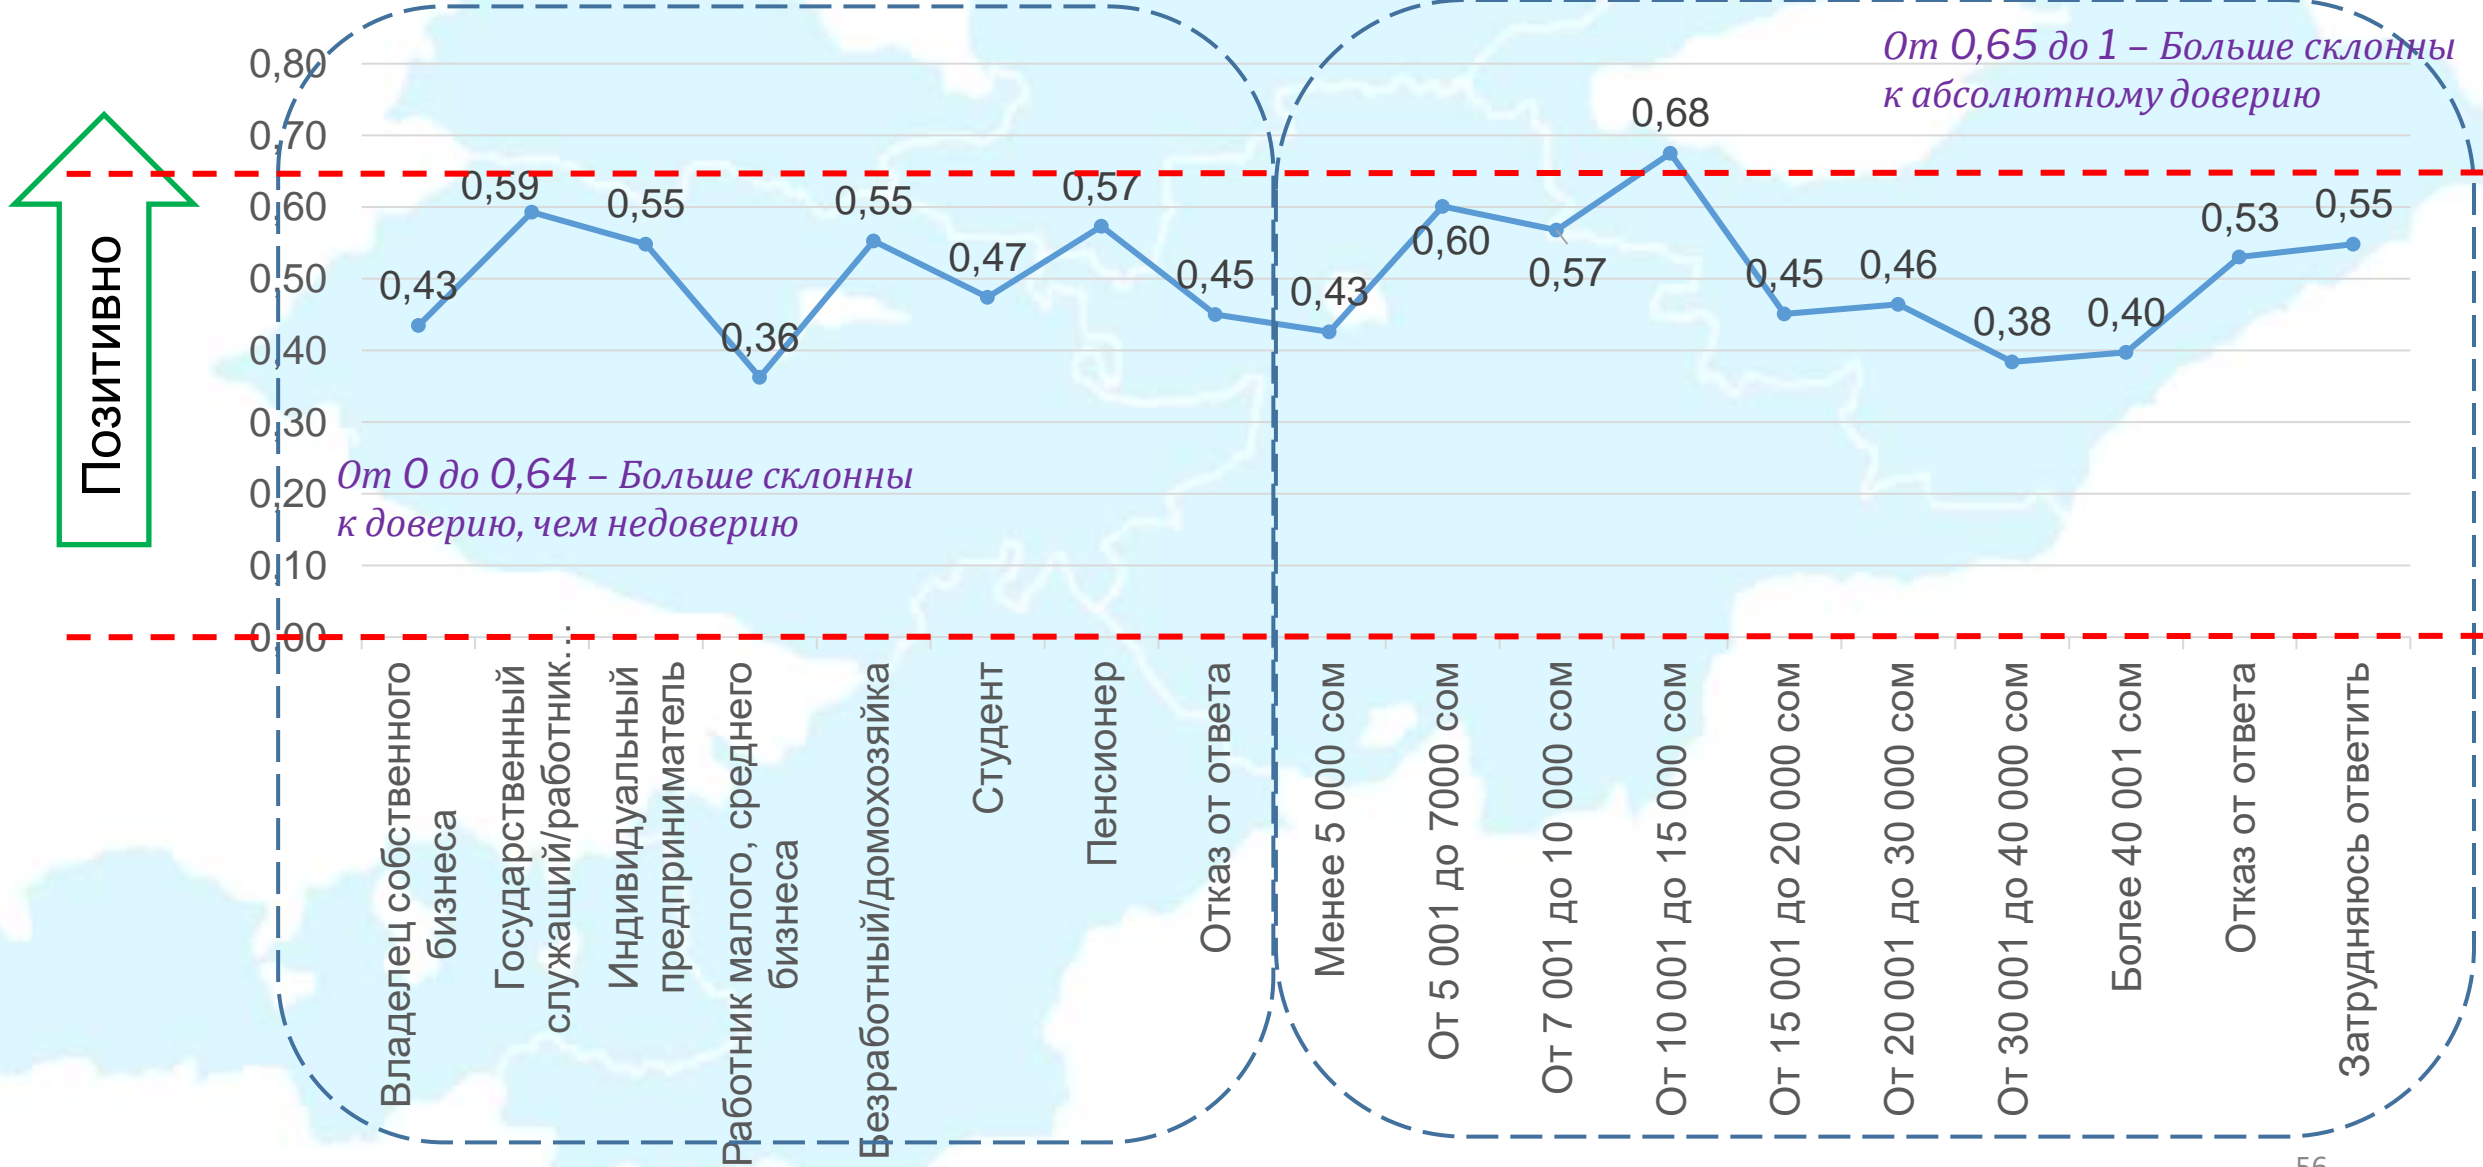 От 0,65 до 1 – Больше склонны
к абсолютному доверию
0,80
0,70
0,60
0,50
0,40
0,30
0,20
0,10
0,00
Позитивно
0,43
0,59
0,55
0,36
0,55
0,47
0,57
0,45
0,43
0,60
0,57
0,68
0,45
0,46
0,38
0,40
0,53
0,55
От 0 до 0,64 – Больше склонны
к доверию, чем недоверию
Владелец собственного
бизнеса
Государственный
служащий/работник…
Индивидуальный
предприниматель
Работник малого, среднего
бизнеса
Безработный/домохозяйка
Студент
Пенсионер
Отказ от ответа
Менее 5 000 сом
От 5 001 до 7000 сом
От 7 001 до 10 000 сом
От 10 001 до 15 000 сом
От 15 001 до 20 000 сом
От 20 001 до 30 000 сом
От 30 001 до 40 000 сом
Более 40 001 сом
Отказ от ответа
Затрудняюсь ответить
56